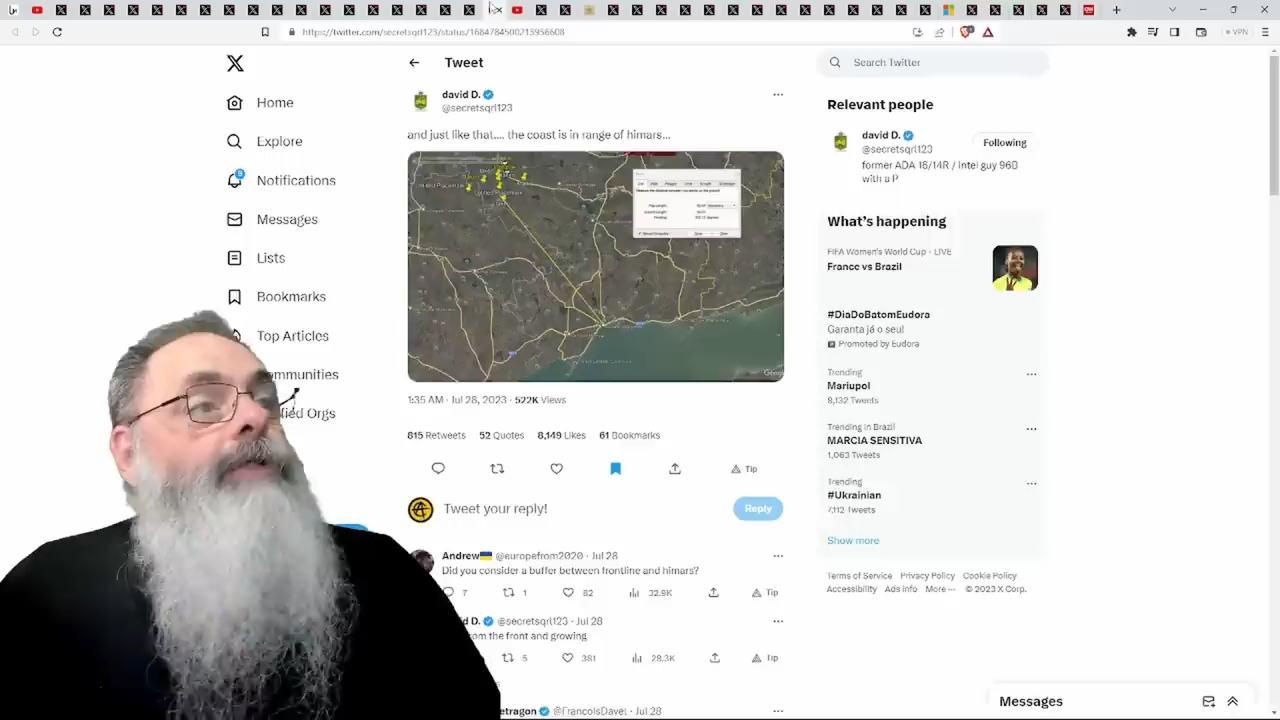 https://twitter.com/secretsqrl123/status/1684784500213956608
VPN
Home
Explore
9
Notifications
Messages
Lists
Bookmarks
Top Articles
Tweet
david D.
@secretsqrl123
and just like that.... the coast is in range of himars...
1:35 AM · Jul 28, 2023 · 522K Views
815 Retweets 52 Quotes 8,149 Likes 61 Bookmarks
Tip
Tweet your reply!
Reply
Andrew @europefrom2020 · Jul 28
Did you consider a buffer between frontline and himars?
7 1 82 32.9K Tip
d D. @secretsqrl123 · Jul 28
rom the front and growing
5 381 28.3K Tip
etragon @FrancoisDavel · Jul 28
Search Twitter
Relevant people
david D.
@secretsqrl123
Following
former ADA 16/14R / intel guy 96B
with a P
What's happening
FIFA Women's World Cup · LIVE
France vs Brazil
#DiaDoBatomEudora
Garanta já o seu!
Promoted by Eudora
Trending
Mariupol
8,132 Tweets
Trending in Brazil
MARCIA SENSITIVA
1,063 Tweets
Trending
#Ukrainian
7,112 Tweets
Show more
Terms of Service Privacy Policy Cookie Policy
Accessibility Ads info More ··· © 2023 X Corp.
Messages